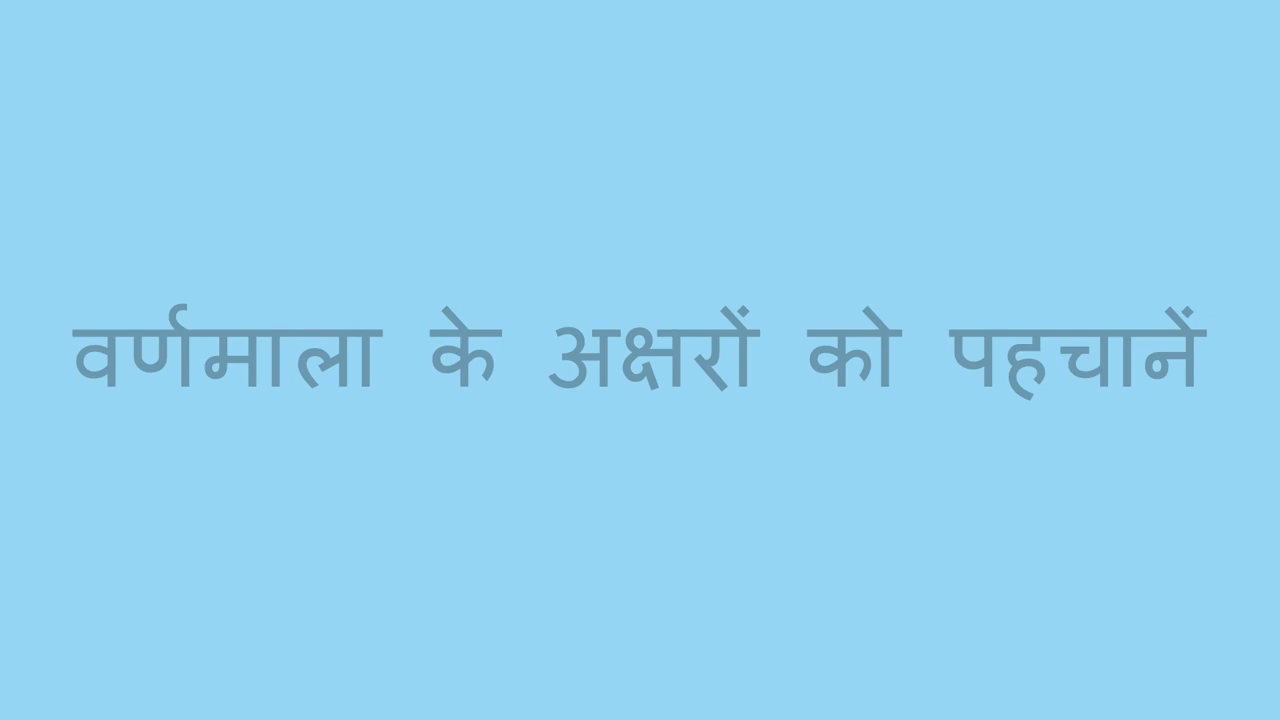 वर्णमाला के अक्षरों को पहचानें